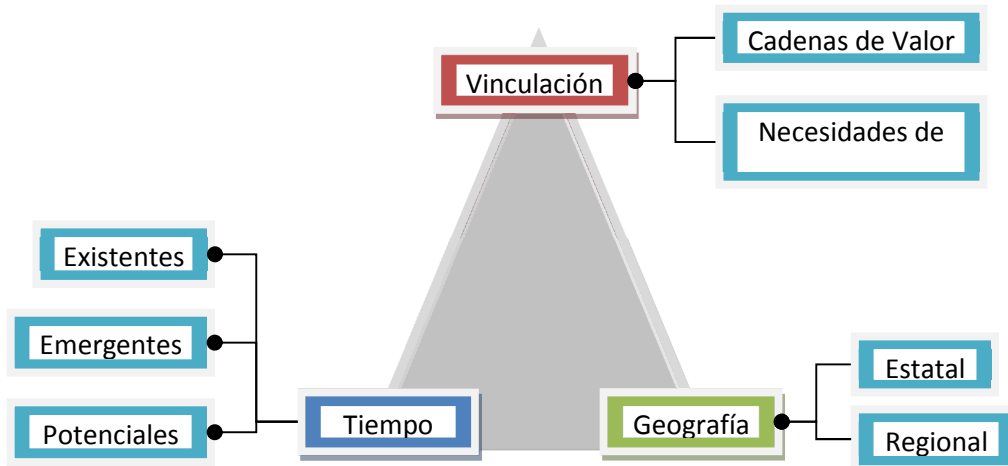 Vinculación
Cadenas de Valor
Necesidades de
Existentes
Emergentes
Potenciales
Tiempo
Geografía
Estatal
Regional